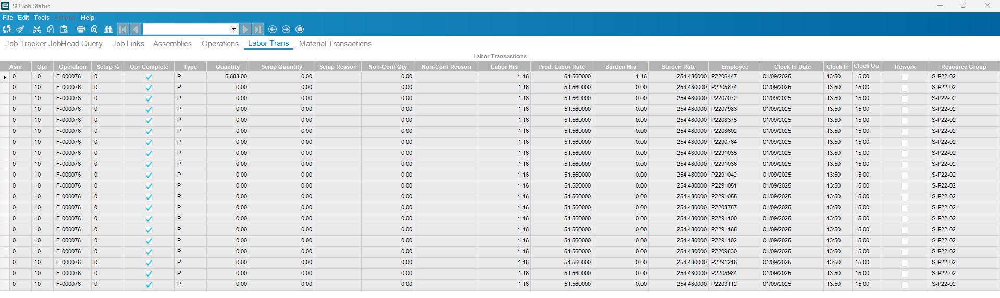 SU Job Status
File Edit Tools Actions Help
Job Tracker JobHead Query Job Links Assemblies Operations Labor Trans Material Transactions
Labor Transactions
Asm Opr Operation Setup % Opr Complete Type Quantity Scrap Quantity Scrap Reason Non-Conf Qty Non-Conf Reason Labor Hrs Prod. Labor Rate Burden Hrs Burden Rate Employee Clock In Date Clock In Clock Ou Rework Resource Group
0 10 F-000076 0 P 6,688.00 0.00 0.00 1.16 51.560000 1.16 254.480000 P2206447 01/09/2025 13:50 15:00 S-P22-02
0 10 F-000076 0 P 0.00 0.00 0.00 1.16 51.560000 0.00 254.480000 P2205874 01/09/2025 13:50 15:00 S-P22-02
0 10 F-000076 0 P 0.00 0.00 0.00 1.16 51.560000 0.00 254.480000 P2207072 01/09/2025 13:50 15:00 S-P22-02
0 10 F-000076 0 P 0.00 0.00 0.00 1.16 51.560000 0.00 254.480000 P2207983 01/09/2025 13:50 15:00 S-P22-02
0 10 F-000076 0 P 0.00 0.00 0.00 1.16 51.560000 0.00 254.480000 P2208375 01/09/2025 13:50 15:00 S-P22-02
0 10 F-000076 0 P 0.00 0.00 0.00 1.16 51.560000 0.00 254.480000 P2208602 01/09/2025 13:50 15:00 S-P22-02
0 10 F-000076 0 P 0.00 0.00 0.00 1.16 51.560000 0.00 254.480000 P2290764 01/09/2025 13:50 15:00 S-P22-02
0 10 F-000076 0 P 0.00 0.00 0.00 1.16 51.560000 0.00 254.480000 P2291035 01/09/2025 13:50 15:00 S-P22-02
0 10 F-000076 0 P 0.00 0.00 0.00 1.16 51.560000 0.00 254.480000 P2291036 01/09/2025 13:50 15:00 S-P22-02
0 10 F-000076 0 P 0.00 0.00 0.00 1.16 51.560000 0.00 254.480000 P2291042 01/09/2025 13:50 15:00 S-P22-02
0 10 F-000076 0 P 0.00 0.00 0.00 1.16 51.560000 0.00 254.480000 P2291051 01/09/2025 13:50 15:00 S-P22-02
0 10 F-000076 0 P 0.00 0.00 0.00 1.16 51.560000 0.00 254.480000 P2291055 01/09/2025 13:50 15:00 S-P22-02
0 10 F-000076 0 P 0.00 0.00 0.00 1.16 51.560000 0.00 254.480000 P2208757 01/09/2025 13:50 15:00 S-P22-02
0 10 F-000076 0 P 0.00 0.00 0.00 1.16 51.560000 0.00 254.480000 P2291100 01/09/2025 13:50 15:00 S-P22-02
0 10 F-000076 0 P 0.00 0.00 0.00 1.16 51.560000 0.00 254.480000 P2291165 01/09/2025 13:50 15:00 S-P22-02
0 10 F-000076 0 P 0.00 0.00 0.00 1.16 51.560000 0.00 254.480000 P2291102 01/09/2025 13:50 15:00 S-P22-02
0 10 F-000076 0 P 0.00 0.00 0.00 1.16 51.560000 0.00 254.480000 P2209830 01/09/2025 13:50 15:00 S-P22-02
0 10 F-000076 0 P 0.00 0.00 0.00 1.16 51.560000 0.00 254.480000 P2291216 01/09/2025 13:50 15:00 S-P22-02
0 10 F-000076 0 P 0.00 0.00 0.00 1.16 51.560000 0.00 254.480000 P2205984 01/09/2025 13:50 15:00 S-P22-02
0 10 F-000076 0 P 0.00 0.00 0.00 1.16 51.560000 0.00 254.480000 P2203112 01/09/2025 13:50 15:00 S-P22-02